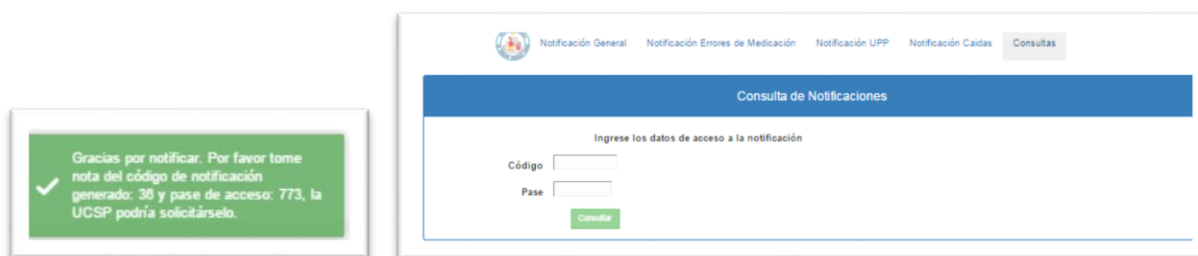 Gracias por notificar. Por favor tome
nota del código de notificación
generado: 36 y pase de acceso: 773, la
UCSP podría solicitárselo.
Notificación General Notificación Errores de Medicación Notificación UPP Notificación Caidas Consultas
Consulta de Notificaciones
Ingrese los datos de acceso a la notificación
Código
Pase
Consultar